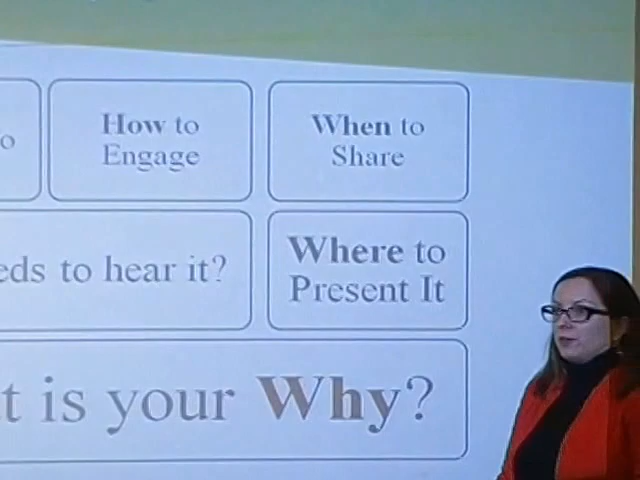 o
How to
Engage
When to
Share
eds to hear it?
Where to
Present It
t is your Why?